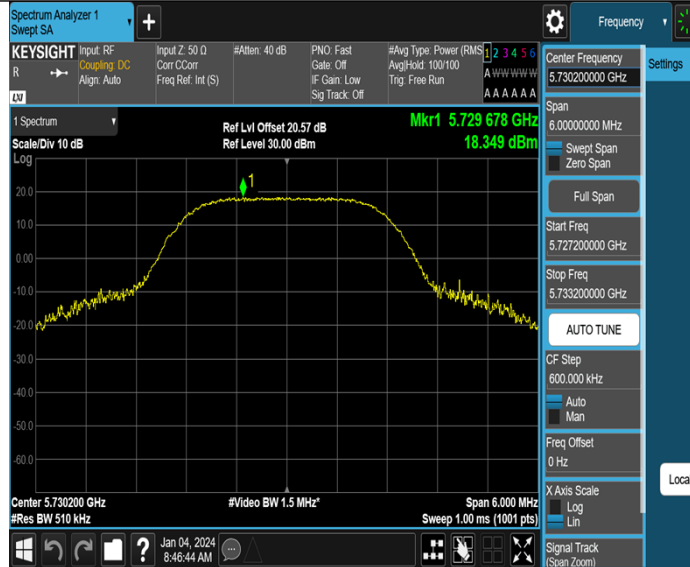 Spectrum Analyzer 1
Swept SA
Frequency
KEYSIGHT
R
LXI
Input: RF
Coupling: DC
Align: Auto
Input Z: 50 Ω
Corr CCorr
Freq Ref: Int (S)
#Atten: 40 dB
PNO: Fast
Gate: Off
IF Gain: Low
Sig Track: Off
#Avg Type: Power (RMS
Avg|Hold: 100/100
Trig: Free Run
1 2 3 4 5 6
A W W W W W
A A A A A A
1 Spectrum
Scale/Div 10 dB
Log
Ref Lvl Offset 20.57 dB
Ref Level 30.00 dBm
Mkr1 5.729 678 GHz
18.349 dBm
1
20.0
10.0
0.00
-10.0
-20.0
-30.0
-40.0
-50.0
-60.0
Center 5.730200 GHz
#Res BW 510 kHz
#Video BW 1.5 MHz*
Span 6.000 MHz
Sweep 1.00 ms (1001 pts)
Jan 04, 2024
8:46:44 AM
Center Frequency
5.730200000 GHz
Settings
Span
6.00000000 MHz
Swept Span
Zero Span
Full Span
Start Freq
5.727200000 GHz
Stop Freq
5.733200000 GHz
AUTO TUNE
CF Step
600.000 kHz
Auto
Man
Freq Offset
0 Hz
X Axis Scale
Log
Lin
Loca
Signal Track
(Span Zoom)